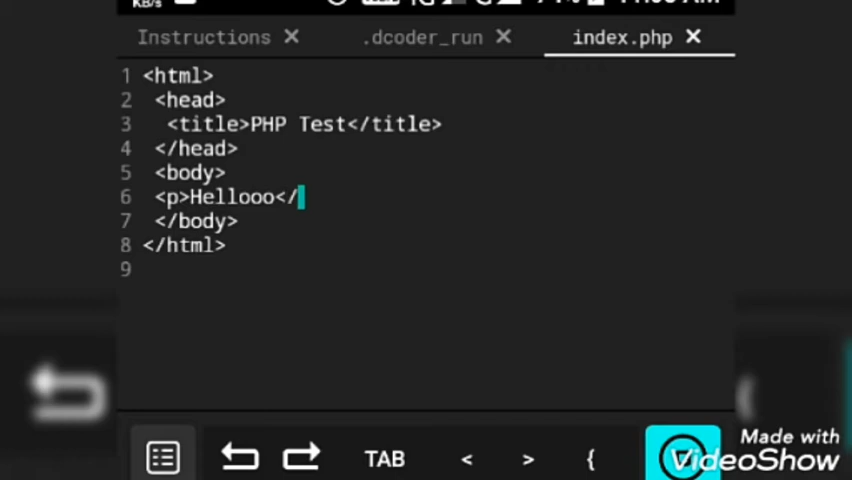 KB/s
Instructions ×
.dcoder_run ×
index.php ×
1 <html>
2 <head>
3 <title>PHP Test</title>
4 </head>
5 <body>
6 <p>Hellooo</
7 </body>
8 </html>
9
TAB < > {
Made with
VideoShow